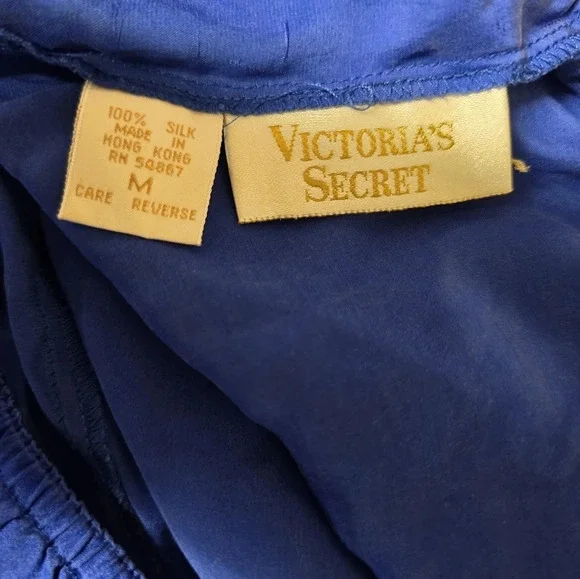 100% SILK
MADE IN
HONG KONG
RN 54867
M
CARE REVERSE
VICTORIA'S
SECRET